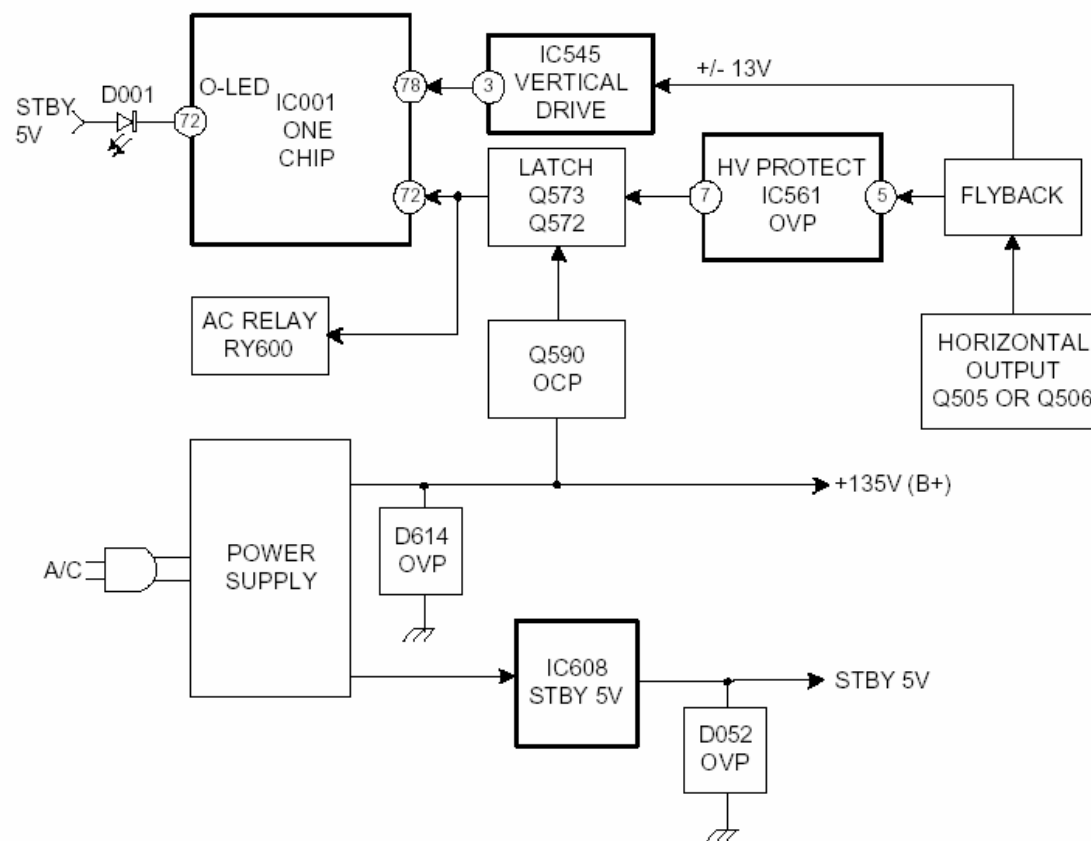 STBY
5V
D001
72
O-LED
IC001
ONE
CHIP
78
72
3
IC545
VERTICAL
DRIVE
+/- 13V
LATCH
Q573
Q572
7
HV PROTECT
IC561
OVP
5
FLYBACK
AC RELAY
RY600
Q590
OCP
HORIZONTAL
OUTPUT
Q505 OR Q506
A/C
POWER
SUPPLY
D614
OVP
+135V (B+)
IC608
STBY 5V
STBY 5V
D052
OVP